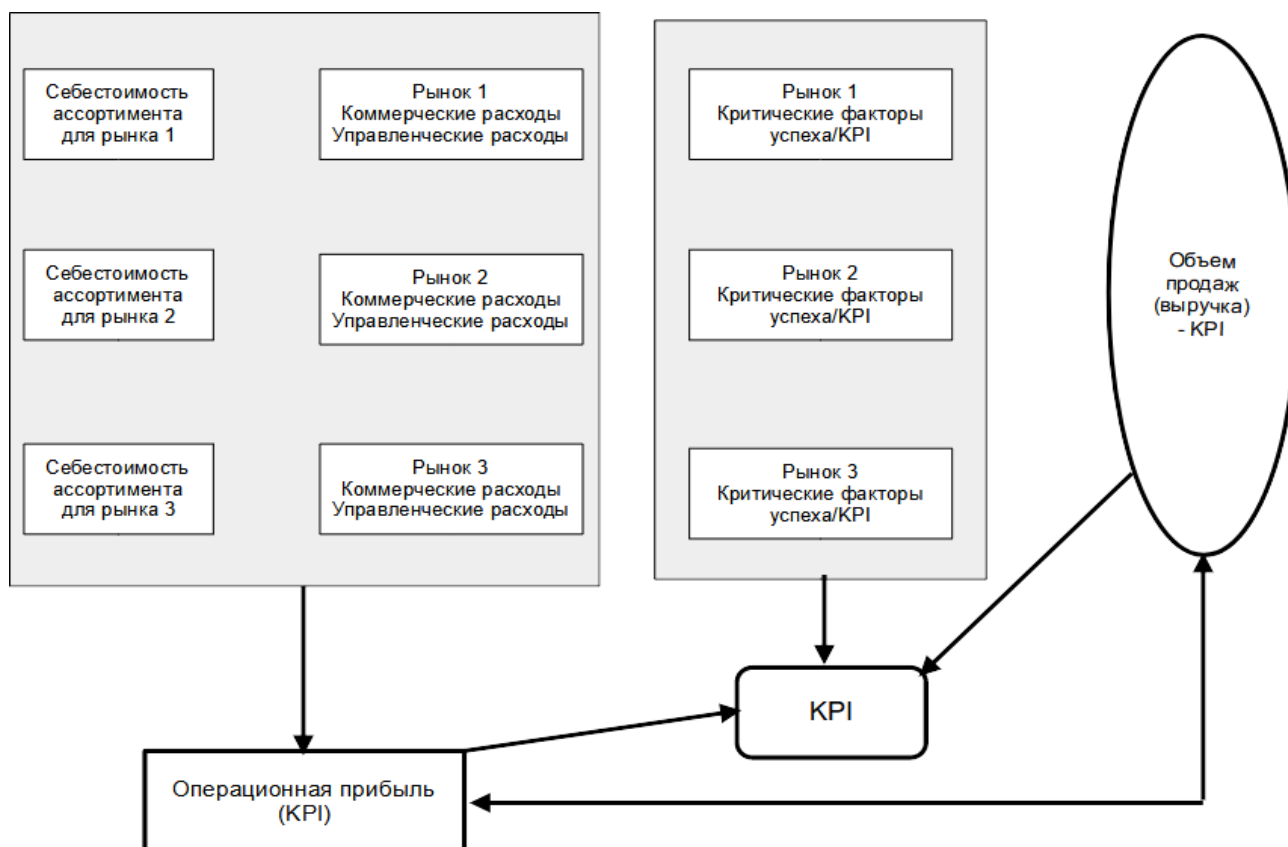 Себестоимость
ассортимента
для рынка 1
Рынок 1
Коммерческие расходы
Управленческие расходы
Рынок 1
Критические факторы
успеха/KPI
Себестоимость
ассортимента
для рынка 2
Рынок 2
Коммерческие расходы
Управленческие расходы
Рынок 2
Критические факторы
успеха/KPI
Объем
продаж
(выручка)
- KPI
Себестоимость
ассортимента
для рынка 3
Рынок 3
Коммерческие расходы
Управленческие расходы
Рынок 3
Критические факторы
успеха/KPI
KPI
Операционная прибыль
(KPI)